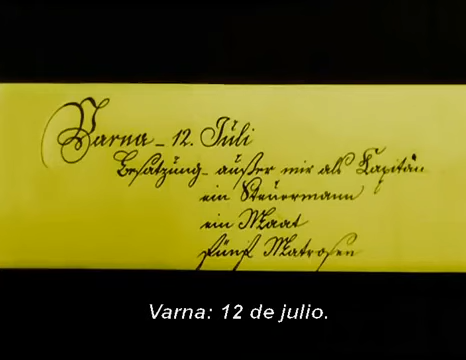 Varna – 12. Juli
Besatzung – außer mir als Kapitän
ein Steuermann
ein Maat
fünf Matrosen
Varna: 12 de julio.